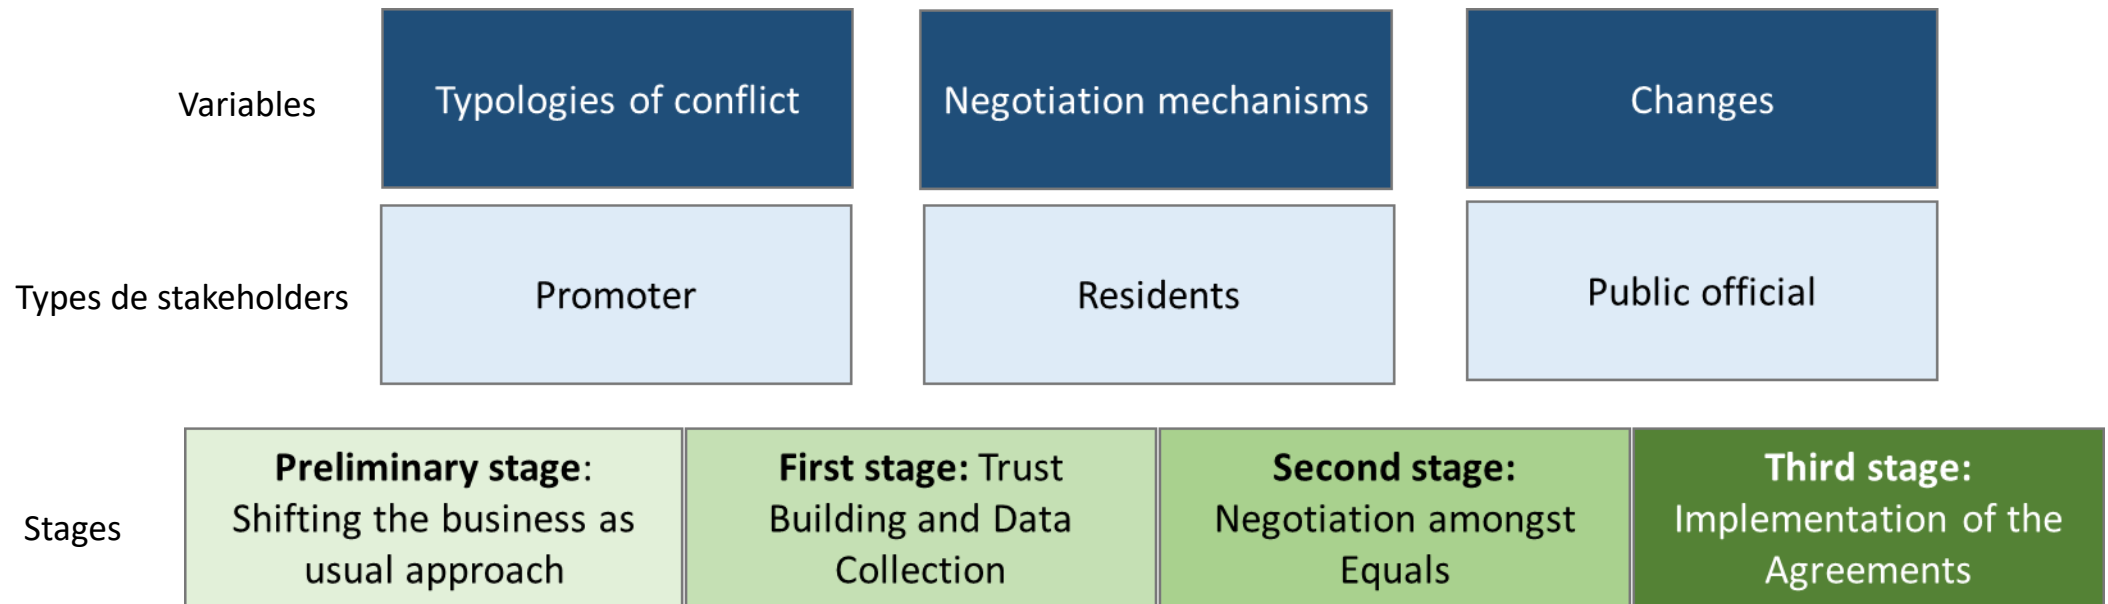 Variables
Typologies of conflict
Negotiation mechanisms
Changes
Types de stakeholders
Promoter
Residents
Public official
Stages
Preliminary stage:
Shifting the business as
usual approach
First stage: Trust
Building and Data
Collection
Second stage:
Negotiation amongst
Equals
Third stage:
Implementation of the
Agreements